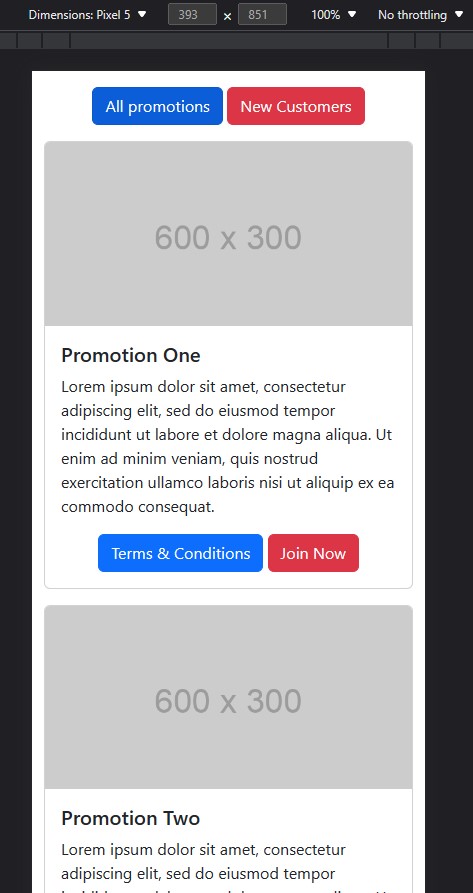 Dimensions: Pixel 5 393 × 851 100% No throttling
All promotions New Customers
600 x 300
Promotion One
Lorem ipsum dolor sit amet, consectetur
adipiscing elit, sed do eiusmod tempor
incididunt ut labore et dolore magna aliqua. Ut
enim ad minim veniam, quis nostrud
exercitation ullamco laboris nisi ut aliquip ex ea
commodo consequat.
Terms & Conditions Join Now
600 x 300
Promotion Two
Lorem ipsum dolor sit amet, consectetur
adipiscing elit, sed do eiusmod tempor